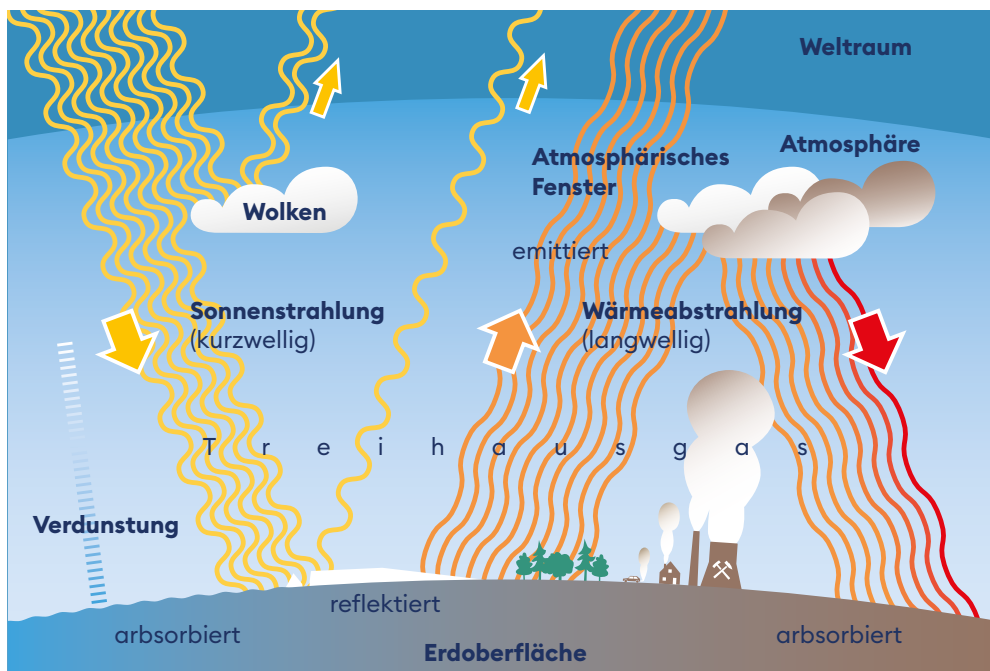 Weltraum
Atmosphäre
Atmosphärisches
Fenster
Wolken
emittiert
Sonnenstrahlung
(kurzwellig)
Wärmeabstrahlung
(langwellig)
T r e i h a u s g a s
Verdunstung
reflektiert
arbsorbiert
arbsorbiert
Erdoberfläche